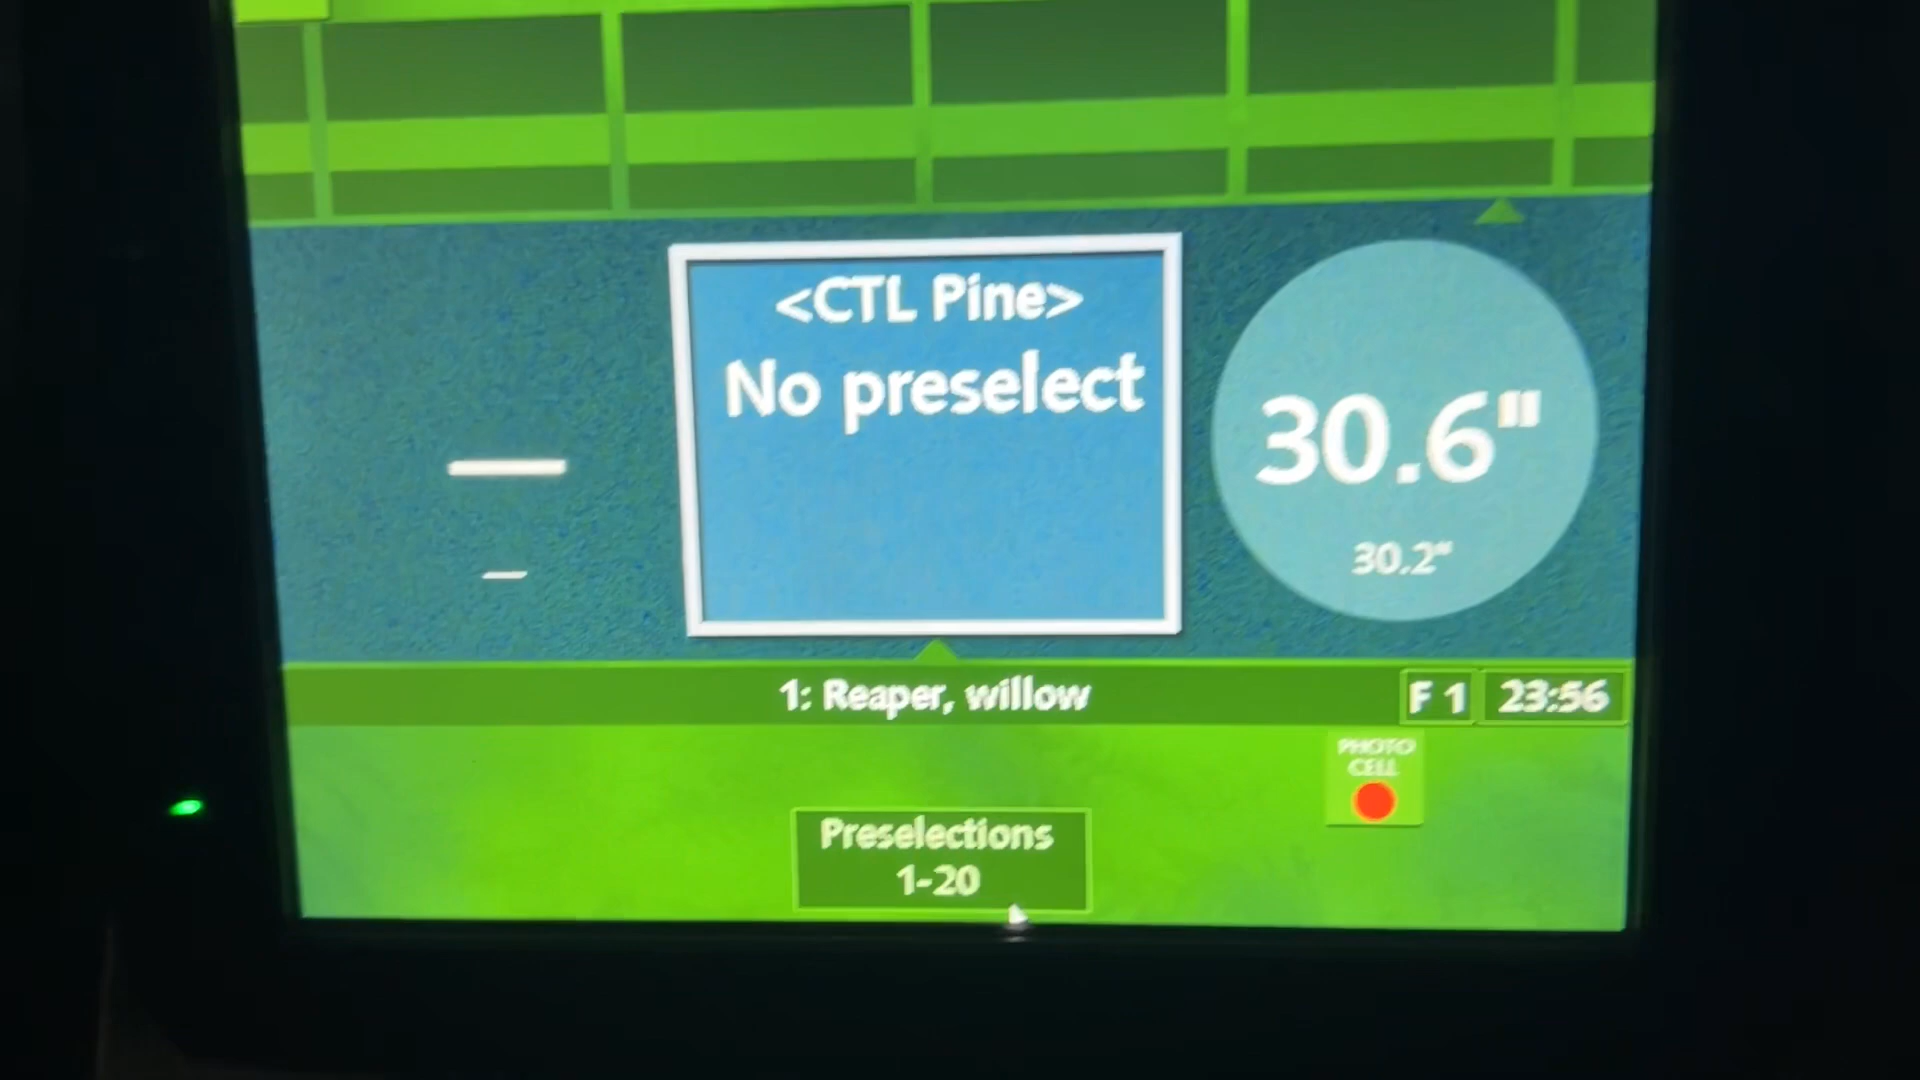 <CTL Pine>
No preselect
30.6"
30.2"
1: Reaper, willow
F 1
23:56
PHOTO
CELL
Preselections
1-20